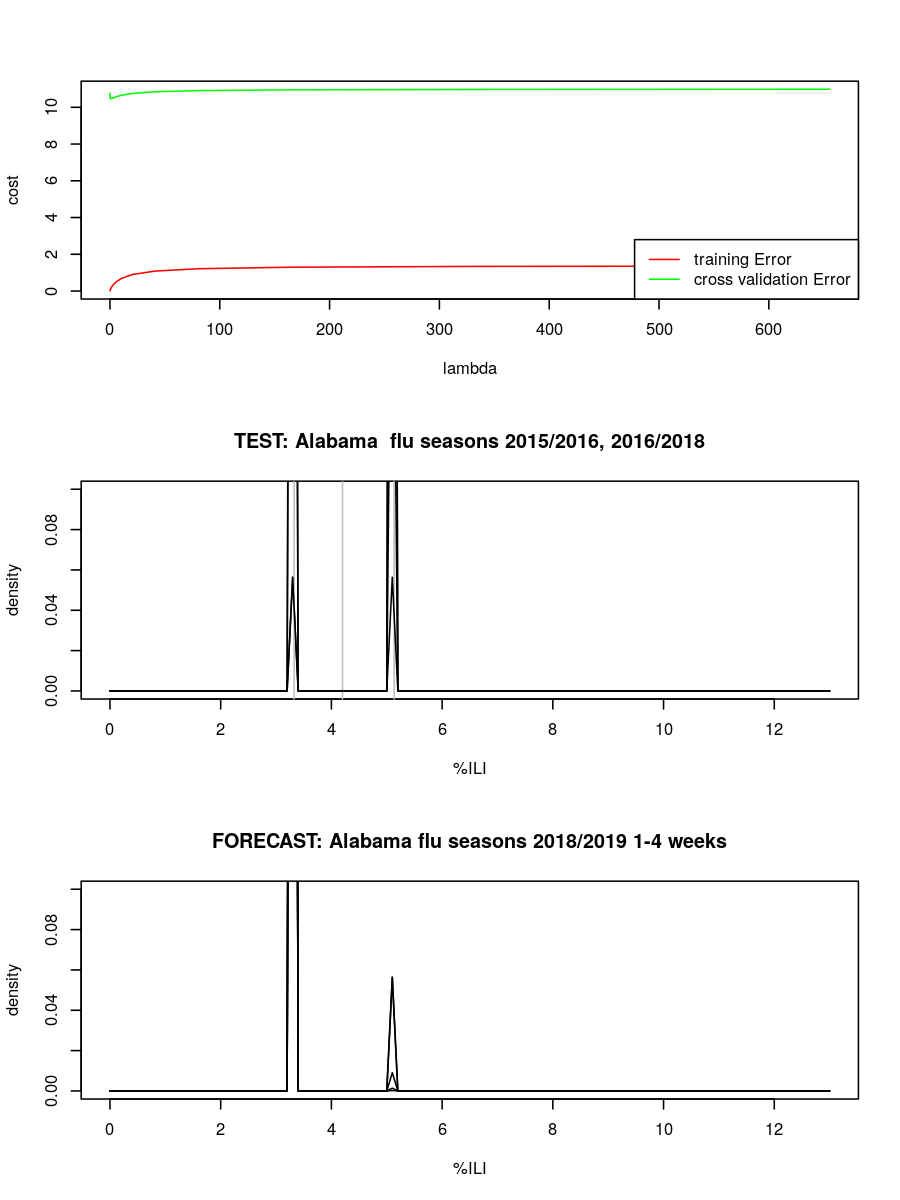 10
8
6
4
2
0
cost
training Error
cross validation Error
0 100 200 300 400 500 600
lambda
TEST: Alabama  flu seasons 2015/2016, 2016/2018
0.08
0.04
0.00
density
0 2 4 6 8 10 12
%ILI
FORECAST: Alabama flu seasons 2018/2019 1-4 weeks
0.08
0.04
0.00
density
0 2 4 6 8 10 12
%ILI